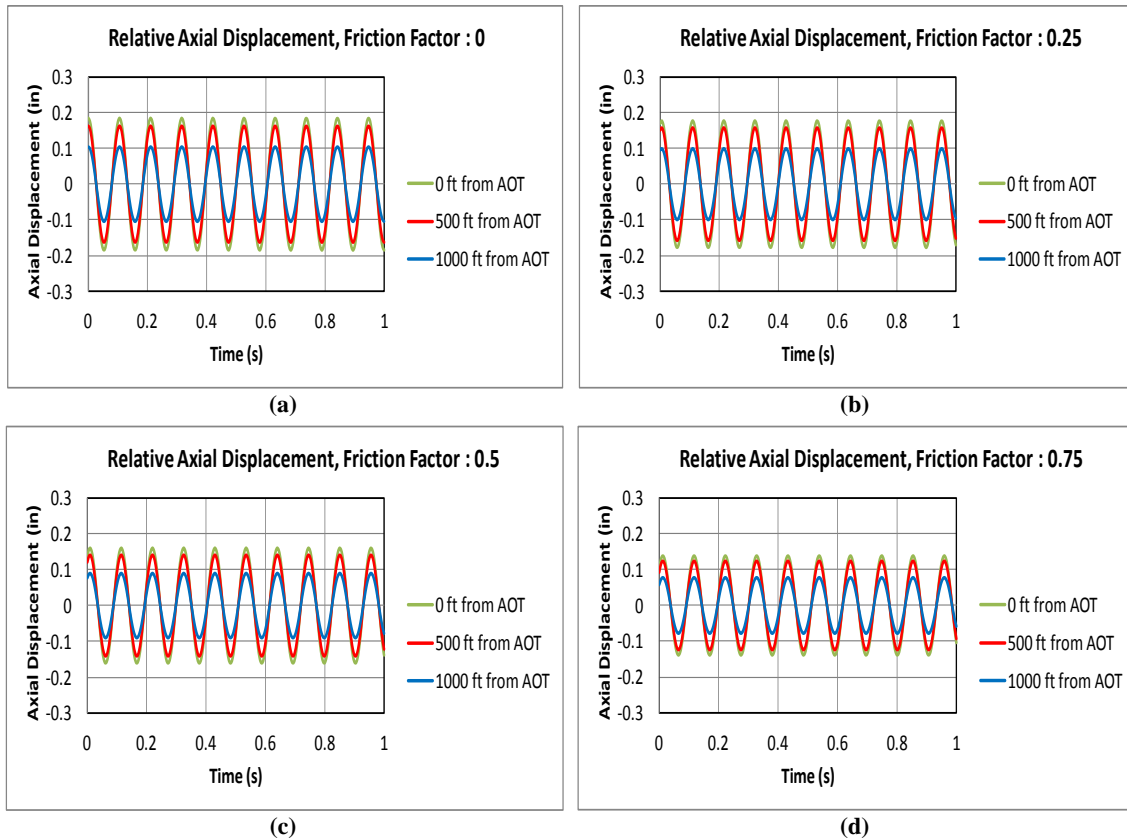 Relative Axial Displacement, Friction Factor : 0
Axial Displacement (in)
0.3
0.2
0.1
0
-0.1
-0.2
-0.3
0 0.2 0.4 0.6 0.8 1
Time (s)
0 ft from AOT
500 ft from AOT
1000 ft from AOT
(a)
Relative Axial Displacement, Friction Factor : 0.25
Axial Displacement (in)
0.3
0.2
0.1
0
-0.1
-0.2
-0.3
0 0.2 0.4 0.6 0.8 1
Time (s)
0 ft from AOT
500 ft from AOT
1000 ft from AOT
(b)
Relative Axial Displacement, Friction Factor : 0.5
Axial Displacement (in)
0.3
0.2
0.1
0
-0.1
-0.2
-0.3
0 0.2 0.4 0.6 0.8 1
Time (s)
0 ft from AOT
500 ft from AOT
1000 ft from AOT
(c)
Relative Axial Displacement, Friction Factor : 0.75
Axial Displacement (in)
0.3
0.2
0.1
0
-0.1
-0.2
-0.3
0 0.2 0.4 0.6 0.8 1
Time (s)
0 ft from AOT
500 ft from AOT
1000 ft from AOT
(d)